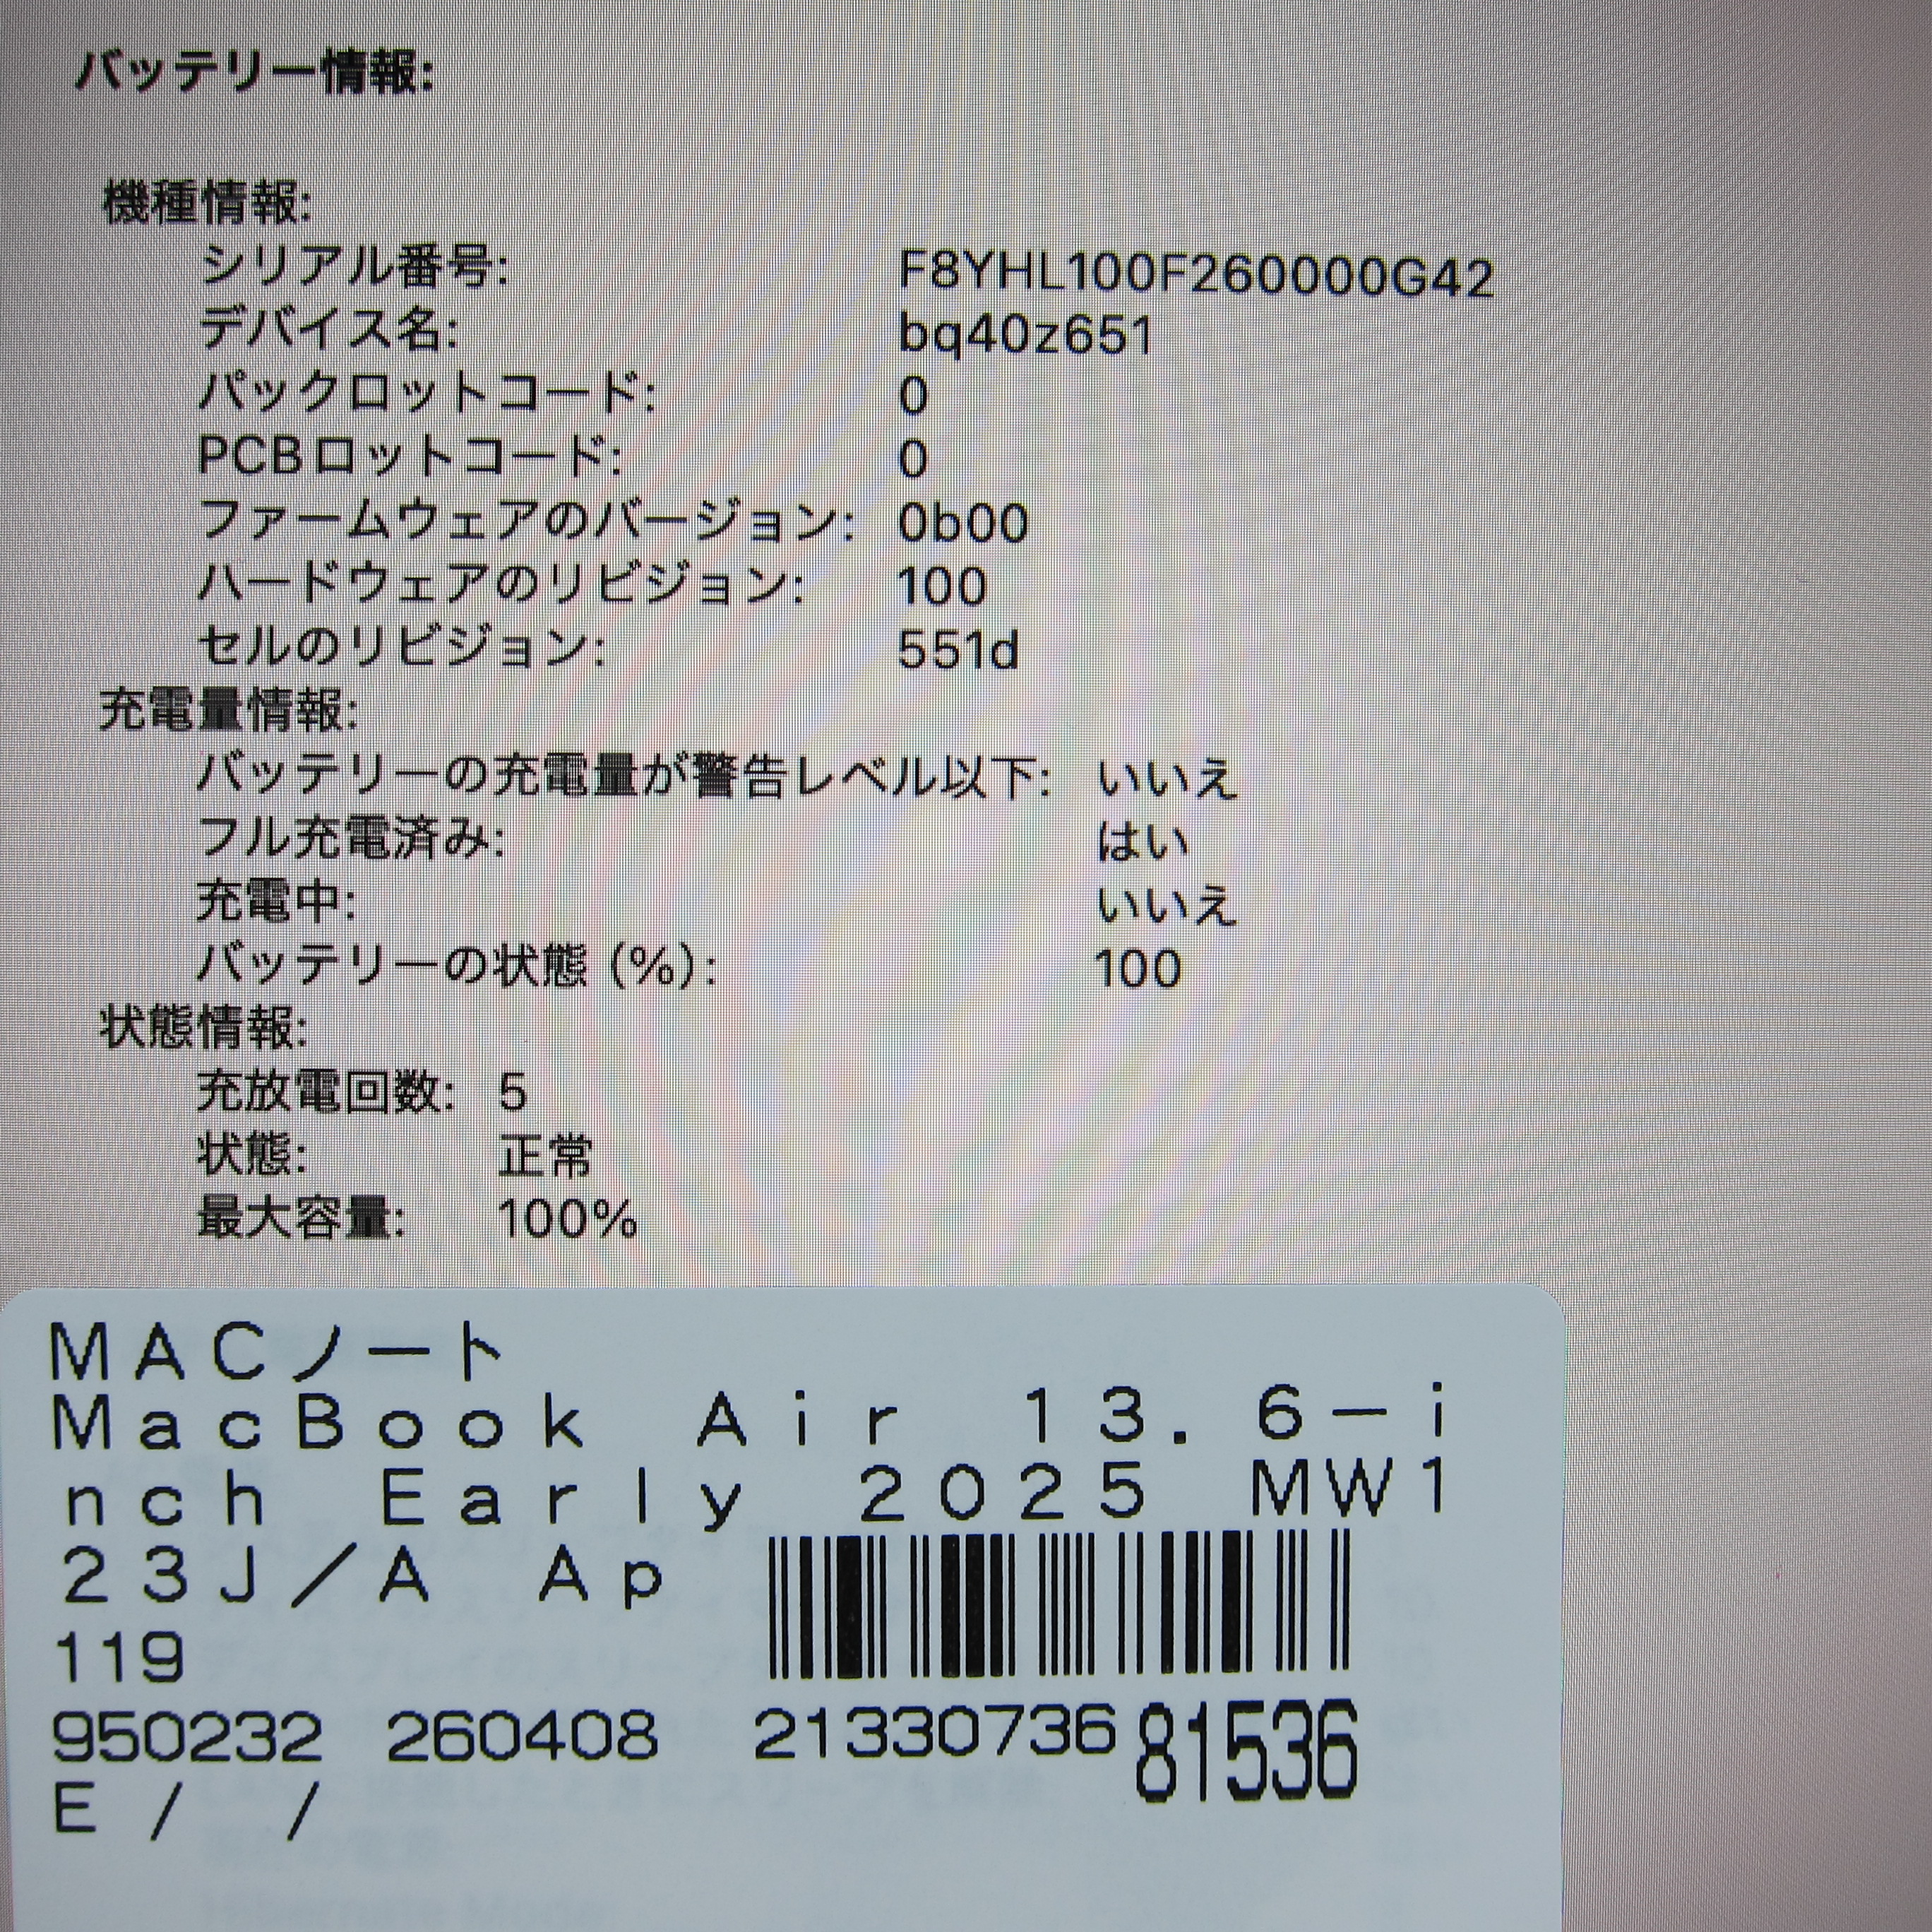 バッテリー情報:
機種情報:
シリアル番号: F8YHL100F260000G42
デバイス名: bq40z651
パックロットコード: 0
PCBロットコード: 0
ファームウェアのバージョン: 0b00
ハードウェアのリビジョン: 100
セルのリビジョン: 551d
充電量情報:
バッテリーの充電量が警告レベル以下: いいえ
フル充電済み: はい
充電中: いいえ
バッテリーの状態 (%): 100
状態情報:
充放電回数: 5
状態: 正常
最大容量: 100%
MACノート
MacBook Air 13.6-i
nch Early 2025 MW1
23J/A Ap
119
950232 260408 21330736 81536
E / /
Hibernate Mode